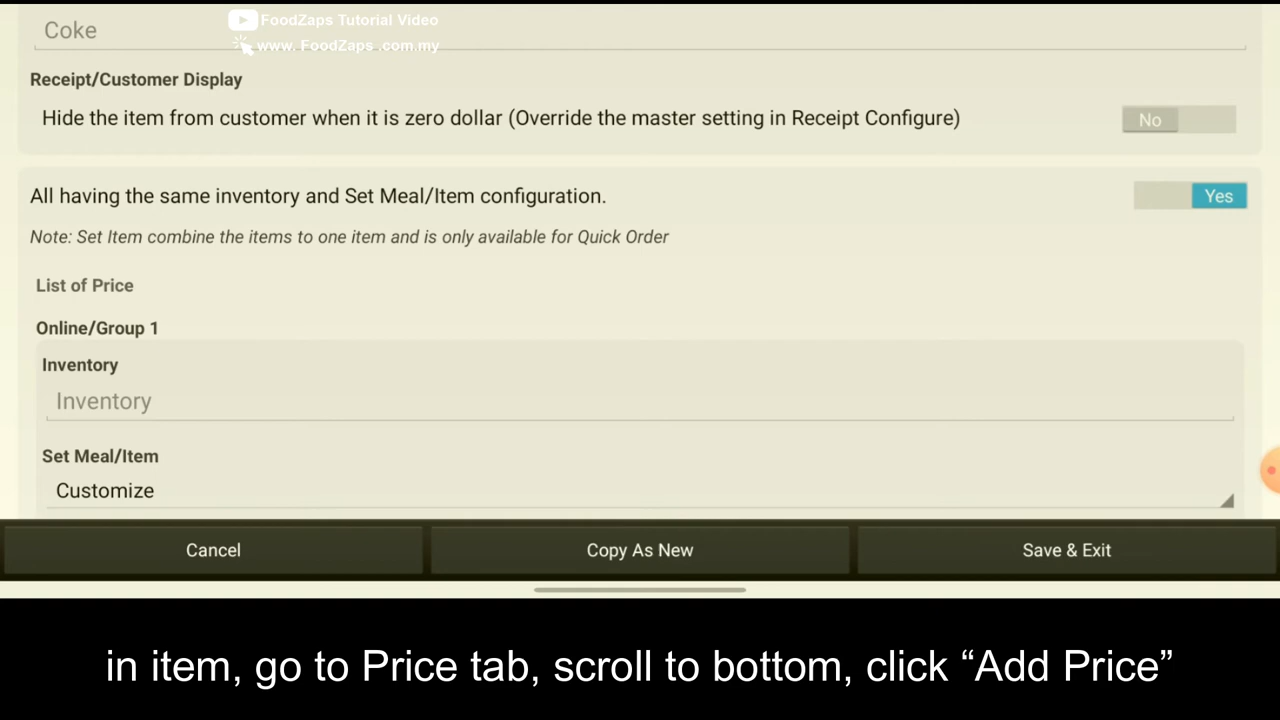 Coke
FoodZaps Tutorial Video
www. FoodZaps .com.my
Receipt/Customer Display
Hide the item from customer when it is zero dollar (Override the master setting in Receipt Configure)
No
All having the same inventory and Set Meal/Item configuration.
Yes
Note: Set Item combine the items to one item and is only available for Quick Order
List of Price
Online/Group 1
Inventory
Inventory
Set Meal/Item
Customize
Cancel
Copy As New
Save & Exit
in item, go to Price tab, scroll to bottom, click “Add Price”